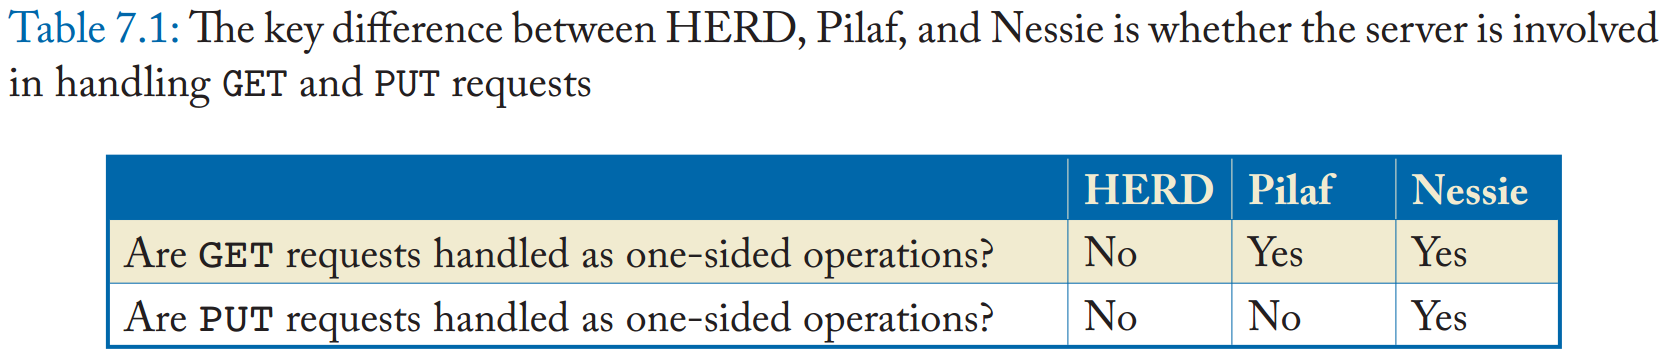 Table 7.1: The key difference between HERD, Pilaf, and Nessie is whether the server is involved
in handling GET and PUT requests
HERD Pilaf Nessie
Are GET requests handled as one-sided operations? No Yes Yes
Are PUT requests handled as one-sided operations? No No Yes